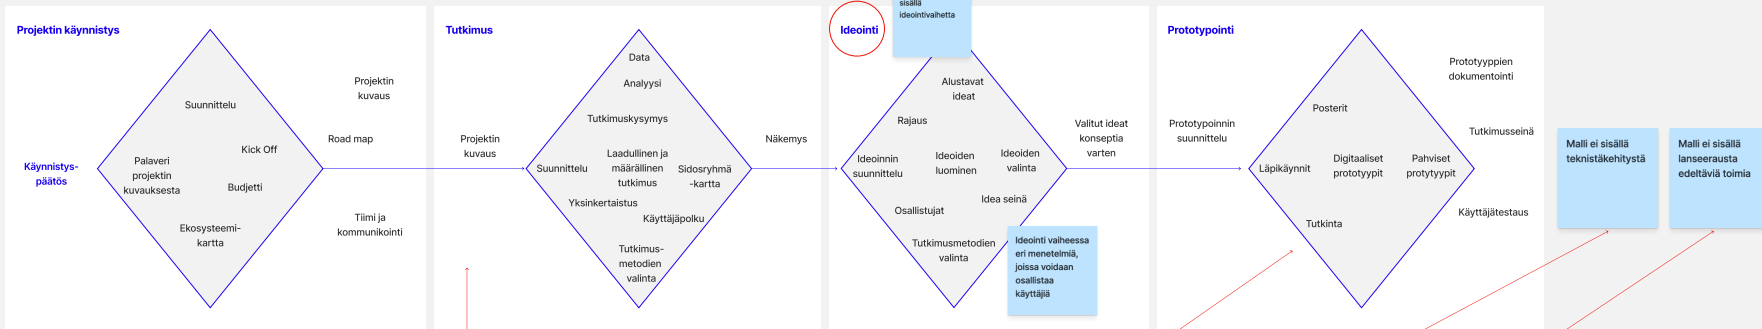 Projektin käynnistys
Käynnistys-
päätös
Suunnittelu
Kick Off
Palaveri
projektin
kuvauksesta
Budjetti
Ekosysteemi-
kartta
Projektin
kuvaus
Road map
Tiimi ja
kommunikointi
Tutkimus
Projektin
kuvaus
Data
Analyysi
Tutkimuskysymys
Suunnittelu
Laadullinen ja
määrällinen
tutkimus
Sidosryhmä
-kartta
Yksinkertaistus
Käyttäjäpolku
Tutkimus-
metodien
valinta
Näkemys
Ideointi
sisällä
ideointivaihetta
Alustavat
ideat
Rajaus
Ideoinnin
suunnittelu
Ideoiden
luominen
Ideoiden
valinta
Idea seinä
Osallistujat
Tutkimusmetodien
valinta
Ideointi vaiheessa
eri menetelmiä,
joissa voidaan
osallistaa
käyttäjiä
Valitut ideat
konseptia
varten
Prototypointi
Prototypoinnin
suunnittelu
Posterit
Läpikäynnit
Digitaaliset
prototyypit
Pahviset
protytyypit
Tutkinta
Prototyyppien
dokumentointi
Tutkimusseinä
Käyttäjätestaus
Malli ei sisällä
teknistäkehitystä
Malli ei sisällä
lanseerausta
edeltäviä toimia